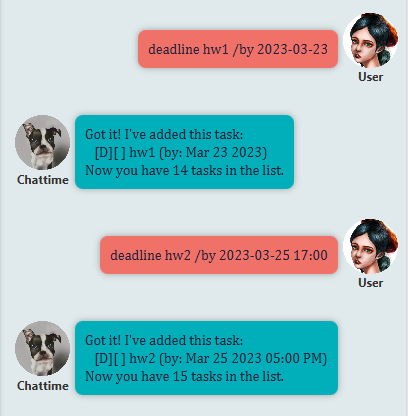 deadline hw1 /by 2023-03-23
User
Got it! I've added this task:
[D][ ] hw1 (by: Mar 23 2023)
Now you have 14 tasks in the list.
Chattime
deadline hw2 /by 2023-03-25 17:00
User
Got it! I've added this task:
[D][ ] hw2 (by: Mar 25 2023 05:00 PM)
Now you have 15 tasks in the list.
Chattime